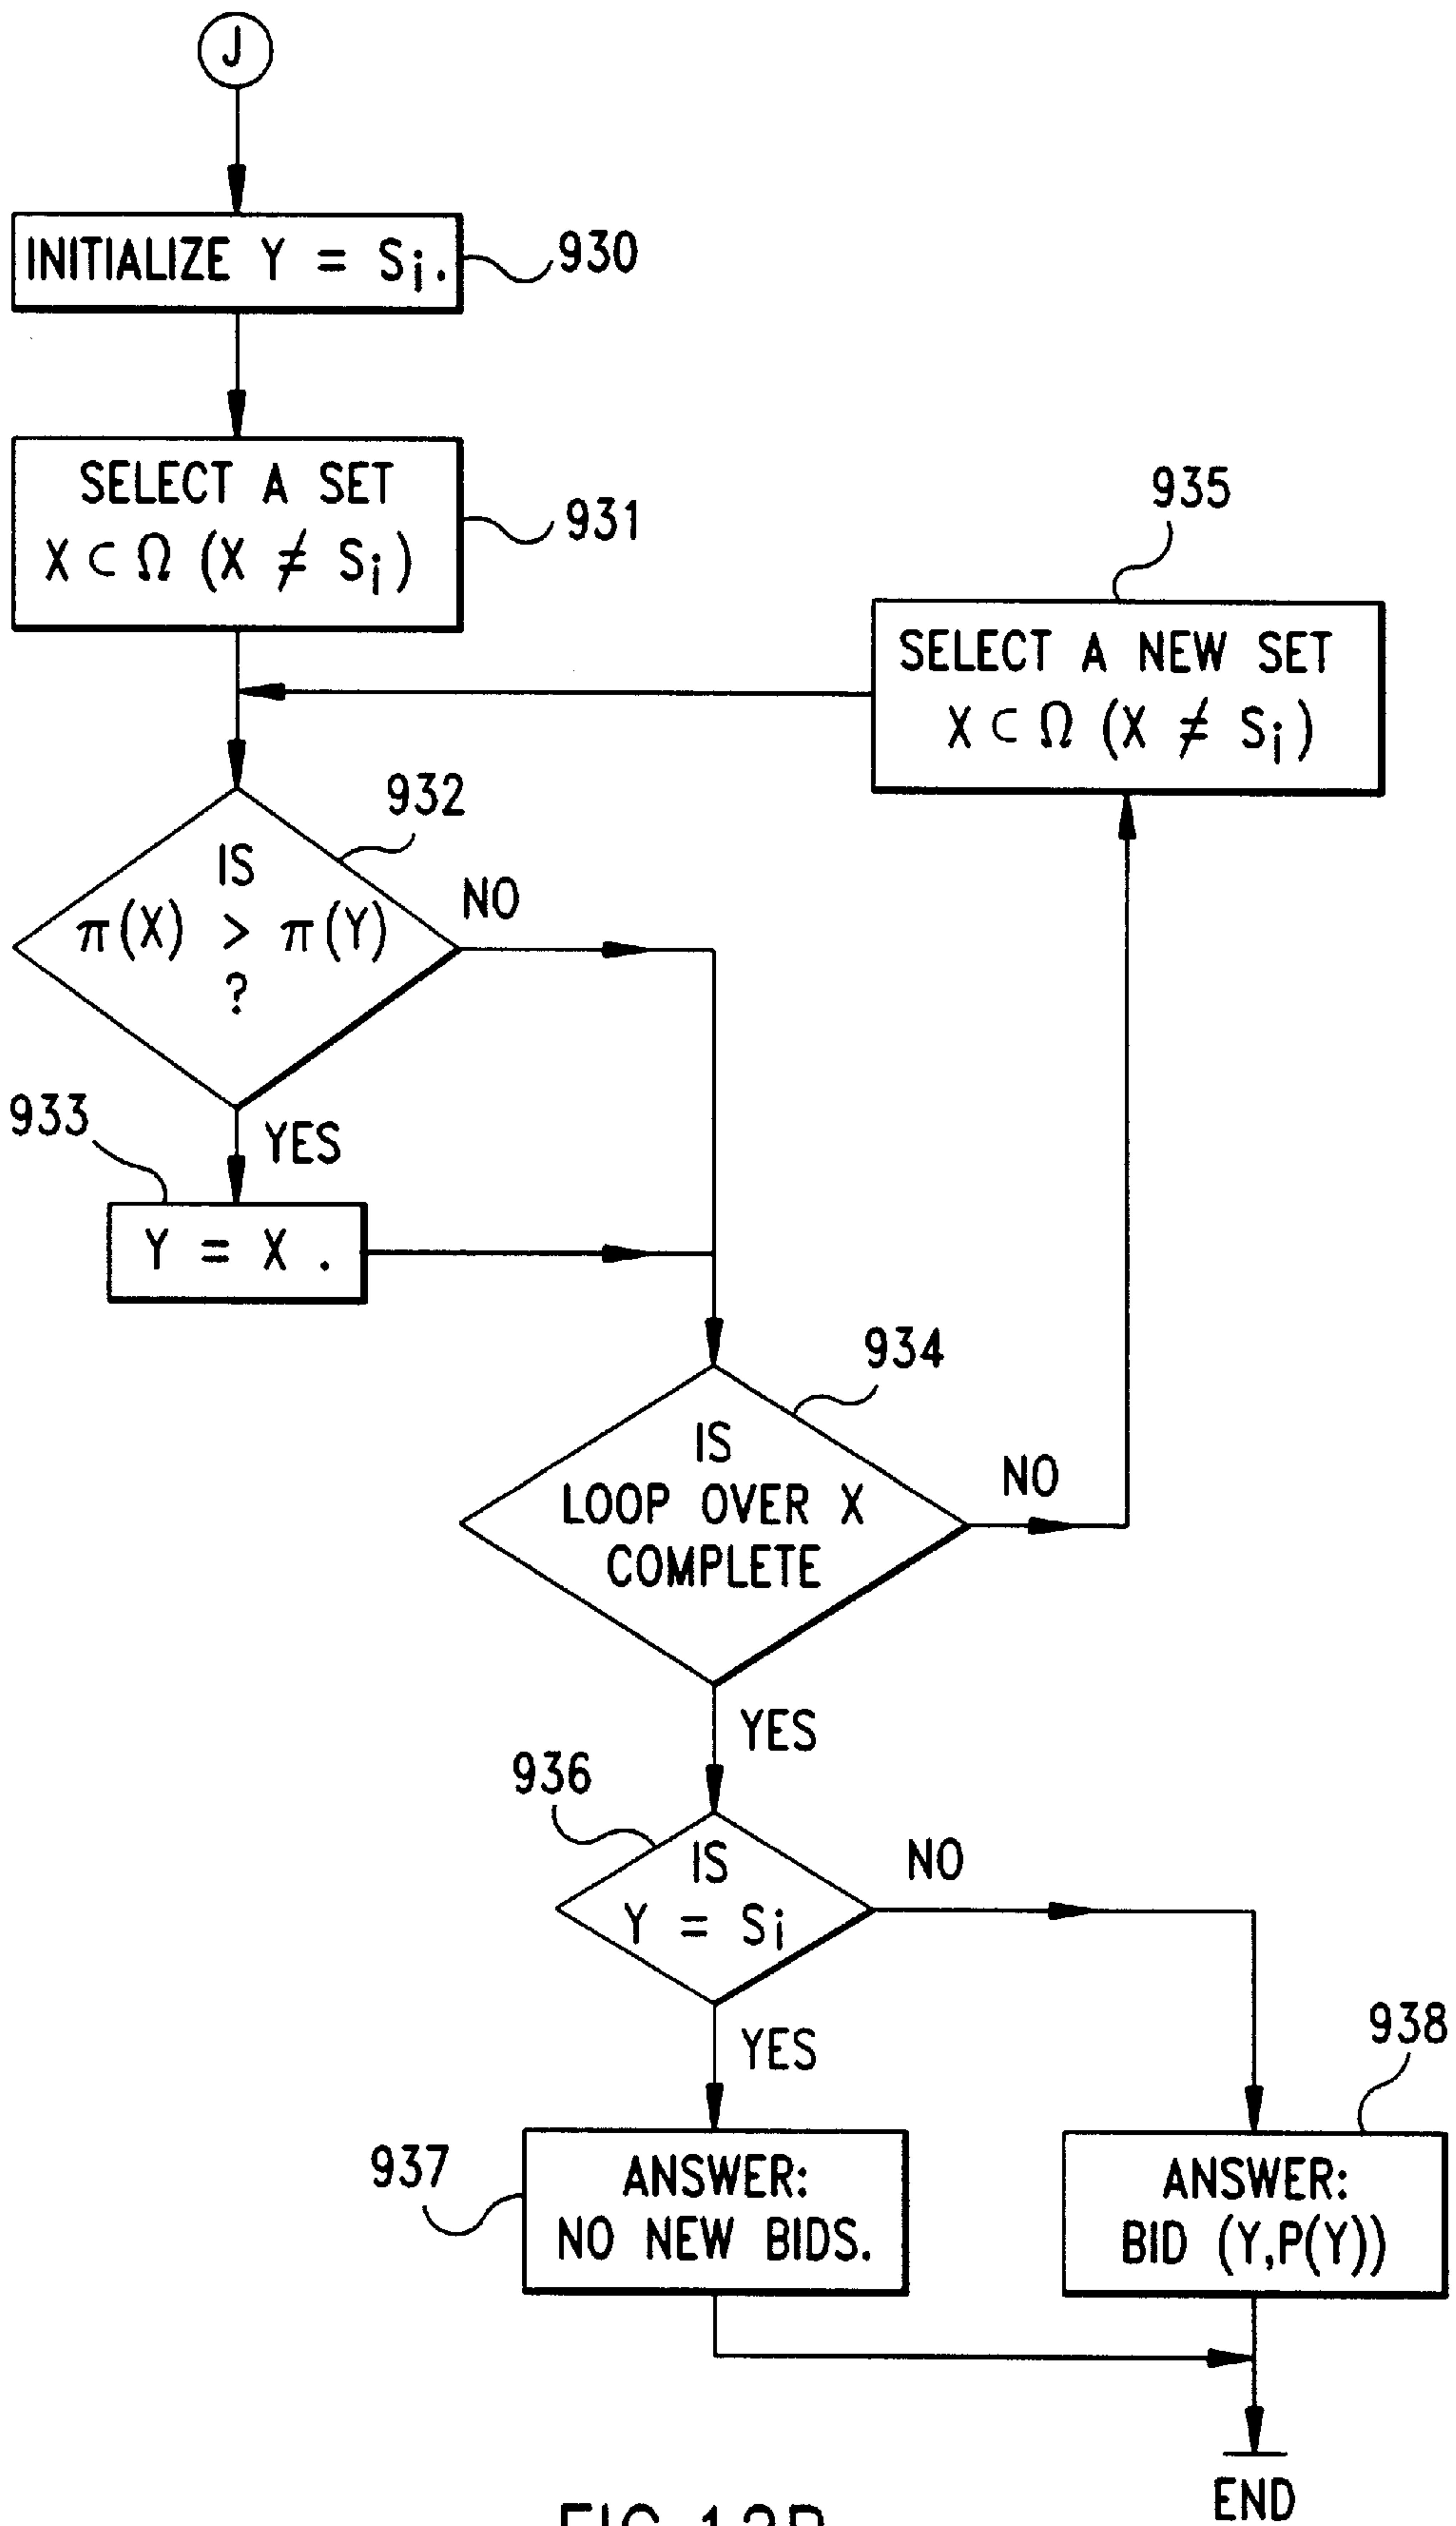 J
INITIALIZE Y = Si.
930
SELECT A SET
X ⊂ Ω (X ≠ Si)
931
935
SELECT A NEW SET
X ⊂ Ω (X ≠ Si)
932
IS
π(X) > π(Y)
?
NO
933
YES
Y = X .
934
IS
LOOP OVER X
COMPLETE
NO
YES
936
IS
Y = Si
NO
YES
938
937
ANSWER:
NO NEW BIDS.
ANSWER:
BID (Y,P(Y))
END